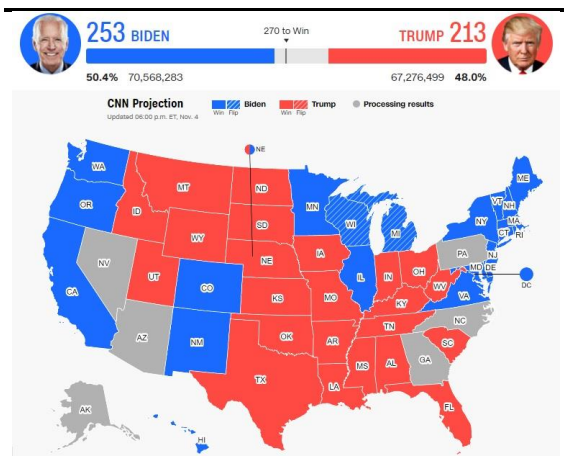 253 BIDEN
270 to Win
TRUMP 213
50.4% 70,568,283
67,276,499 48.0%
CNN Projection
Updated 06:00 p.m. ET, Nov. 4
Win Flip Biden
Win Flip Trump
Processing results
NE
WA
MT
ND
ME
OR
ID
MN
VT
NH
SD
WI
NY
MA
WY
MI
CT
RI
NV
NE
IA
PA
NJ
UT
IL
IN
OH
MD
DE
DC
CA
CO
KS
MO
WV
VA
KY
NC
AZ
NM
OK
AR
TN
SC
TX
MS
AL
GA
LA
AK
HI
FL